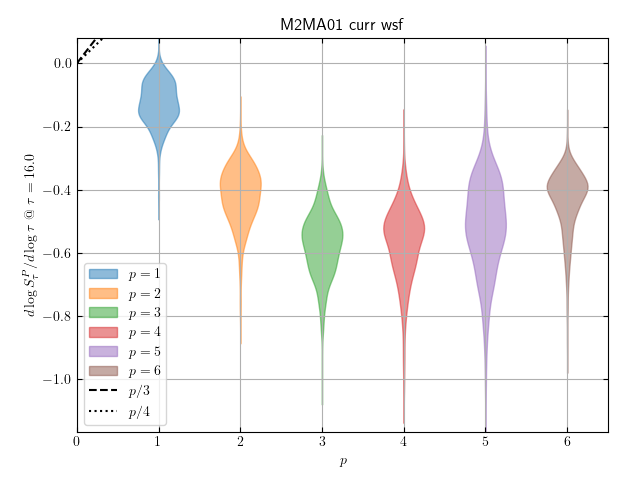 M2MA01 curr wsf
d log S_τ^P / d log τ @ τ = 16.0
0.0
−0.2
−0.4
−0.6
−0.8
−1.0
p = 1
p = 2
p = 3
p = 4
p = 5
p = 6
p/3
p/4
0 1 2 3 4 5 6
p